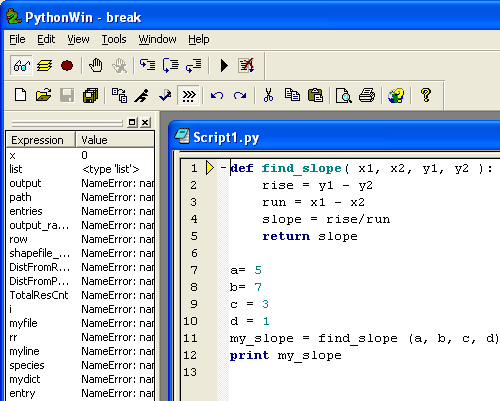 PythonWin - break
File Edit View Tools Window Help
Expression Value
x 0
list <type 'list'>
output NameError: nar
path NameError: nar
entries NameError: nar
output_ra... NameError: nar
row NameError: nar
shapefile_... NameError: nar
DistFromR... NameError: nar
DistFromP... NameError: nar
TotalResCnt NameError: nar
i NameError: nar
myfile NameError: nar
rr NameError: nar
myline NameError: nar
species NameError: nar
mydict NameError: nar
entry NameError: nar
Script1.py
1 def find_slope( x1, x2, y1, y2 ):
2 rise = y1 - y2
3 run = x1 - x2
4 slope = rise/run
5 return slope
6
7 a= 5
8 b= 7
9 c = 3
10 d = 1
11 my_slope = find_slope (a, b, c, d)
12 print my_slope
13